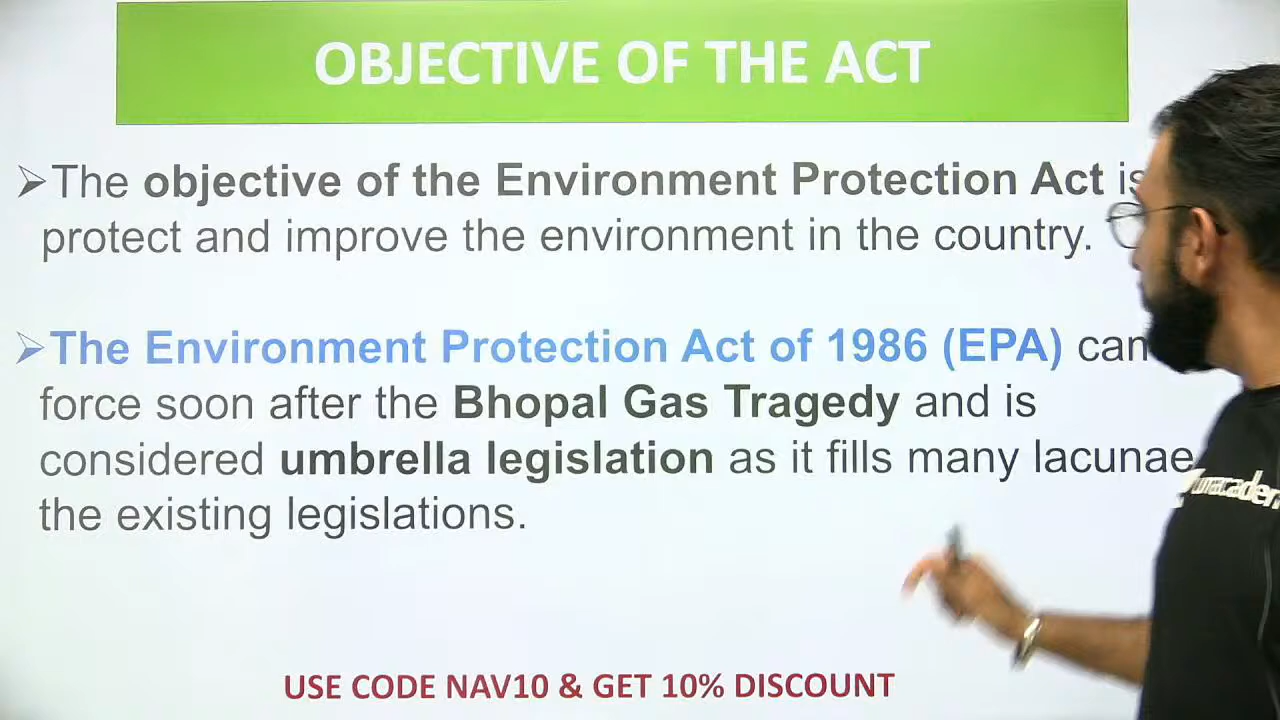 OBJECTIVE OF THE ACT
➢The objective of the Environment Protection Act is
protect and improve the environment in the country.
➢The Environment Protection Act of 1986 (EPA)
force soon after the Bhopal Gas Tragedy and is
considered umbrella legislation as it fills many lacunae
the existing legislations.
USE CODE NAV10 & GET 10% DISCOUNT